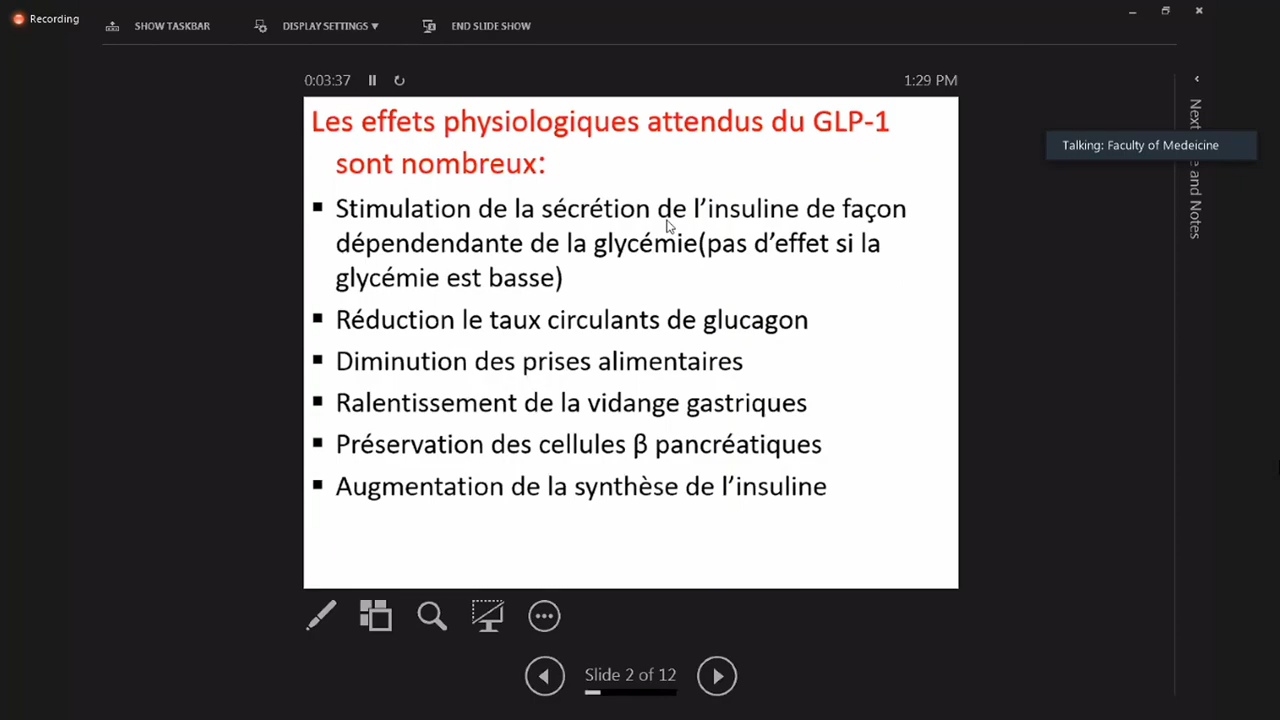 Recording
SHOW TASKBAR
DISPLAY SETTINGS
END SLIDE SHOW
0:03:37
1:29 PM
Les effets physiologiques attendus du GLP-1
sont nombreux:
Stimulation de la sécrétion de l’insuline de façon
dépendendante de la glycémie(pas d’effet si la
glycémie est basse)
Réduction le taux circulants de glucagon
Diminution des prises alimentaires
Ralentissement de la vidange gastriques
Préservation des cellules β pancréatiques
Augmentation de la synthèse de l’insuline
Slide 2 of 12
Talking: Faculty of Medeicine
Next
e and Notes